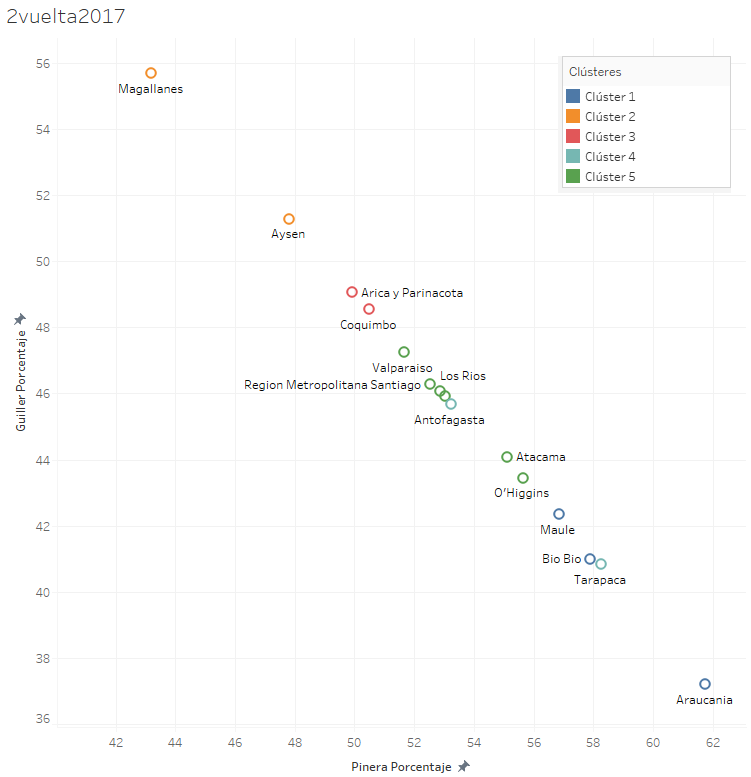 2vuelta2017
56
54
52
50
48
46
44
42
40
38
36
Guiller Porcentaje
Clústeres
Clúster 1
Clúster 2
Clúster 3
Clúster 4
Clúster 5
Magallanes
Aysen
Arica y Parinacota
Coquimbo
Valparaiso
Los Rios
Region Metropolitana Santiago
Antofagasta
Atacama
O'Higgins
Maule
Bio Bio
Tarapaca
Araucania
42
44
46
48
50
52
54
56
58
60
62
Pinera Porcentaje